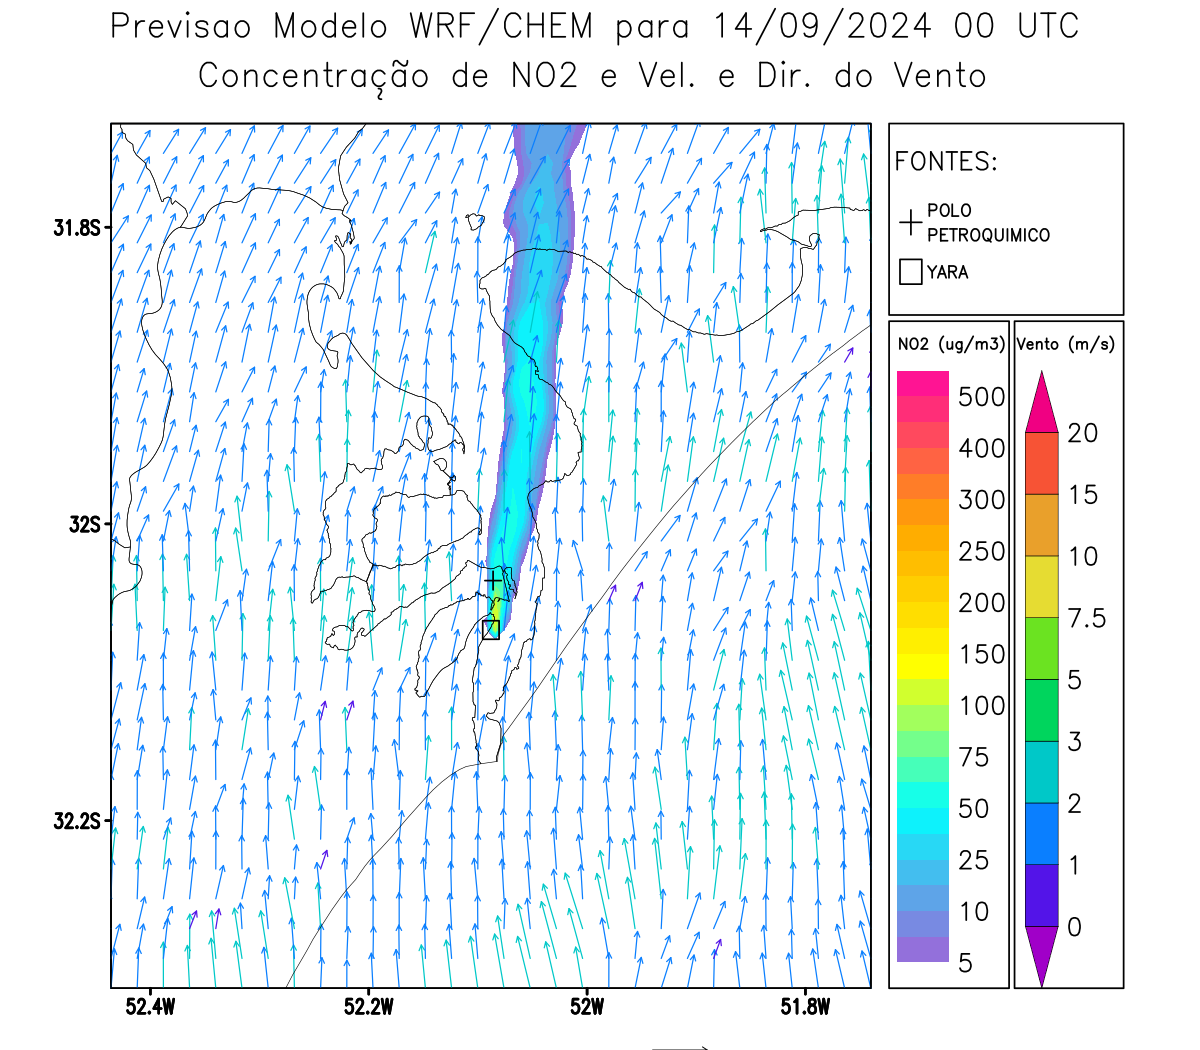 Previsao Modelo WRF/CHEM para 14/09/2024 00 UTC
Concentração de NO2 e Vel. e Dir. do Vento
FONTES:
POLO
PETROQUIMICO
YARA
31.8S
32S
32.2S
52.4W
52.2W
52W
51.8W
NO2 (ug/m3)
500
400
300
250
200
150
100
75
50
25
10
5
Vento (m/s)
20
15
10
7.5
5
3
2
1
0